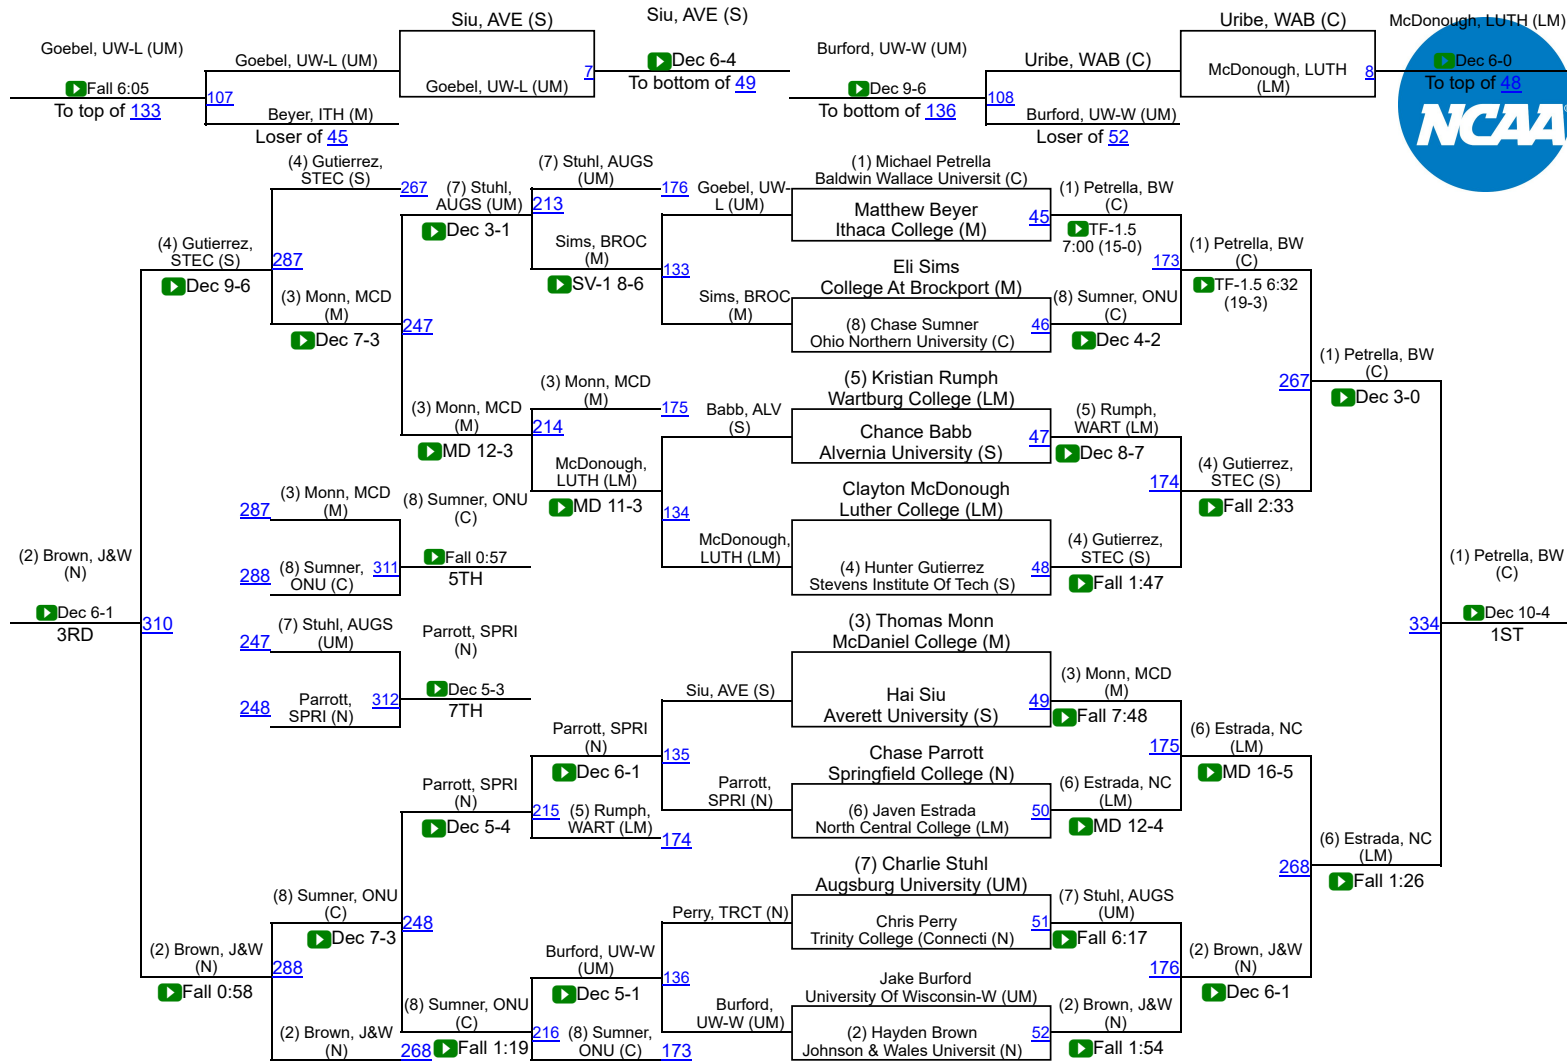 Siu, AVE (S)
Siu, AVE (S)
Uribe, WAB (C)
McDonough, LUTH (LM)
Goebel, UW-L (UM)
Goebel, UW-L (UM)
Burford, UW-W (UM)
Uribe, WAB (C)
Fall 6:05
7
Dec 6-4
Dec 9-6
McDonough, LUTH
(LM)
8
Dec 6-0
To top of 133
107
Goebel, UW-L (UM)
To bottom of 49
To bottom of 136
108
To top of 48
Beyer, ITH (M)
Burford, UW-W (UM)
Loser of 45
Loser of 52
NCAA
(4) Gutierrez,
STEC (S)
267
(7) Stuhl,
AUGS (UM)
Dec 3-1
(7) Stuhl, AUGS
(UM)
176
213
Goebel, UW-
L (UM)
(1) Michael Petrella
Baldwin Wallace Universit (C)
Matthew Beyer
Ithaca College (M)
45
(1) Petrella, BW
(C)
TF-1.5
7:00 (15-0)
(4) Gutierrez,
STEC (S)
Dec 9-6
287
Sims, BROC
(M)
SV-1 8-6
133
173
(1) Petrella, BW
(C)
TF-1.5 6:32
(19-3)
(3) Monn, MCD
(M)
Dec 7-3
247
Sims, BROC
(M)
Eli Sims
College At Brockport (M)
(8) Chase Sumner
Ohio Northern University (C)
46
(8) Sumner, ONU
(C)
Dec 4-2
267
(1) Petrella, BW
(C)
Dec 3-0
(3) Monn, MCD
(M)
MD 12-3
(3) Monn, MCD
(M)
175
214
Babb, ALV
(S)
(5) Kristian Rumph
Wartburg College (LM)
Chance Babb
Alvernia University (S)
47
(5) Rumph,
WART (LM)
Dec 8-7
McDonough,
LUTH (LM)
MD 11-3
134
174
(4) Gutierrez,
STEC (S)
Fall 2:33
287
(3) Monn, MCD
(M)
(8) Sumner, ONU
(C)
McDonough,
LUTH (LM)
Clayton McDonough
Luther College (LM)
(4) Hunter Gutierrez
Stevens Institute Of Tech (S)
48
(4) Gutierrez,
STEC (S)
Fall 1:47
288
(8) Sumner,
ONU (C)
311
Fall 0:57
5TH
(2) Brown, J&W
(N)
Dec 6-1
3RD
310
(1) Petrella, BW
(C)
334
Dec 10-4
1ST
247
(7) Stuhl, AUGS
(UM)
Parrott, SPRI
(N)
248
Parrott,
SPRI (N)
312
Dec 5-3
7TH
Siu, AVE (S)
(3) Thomas Monn
McDaniel College (M)
Hai Siu
Averett University (S)
49
(3) Monn, MCD
(M)
Fall 7:48
Parrott, SPRI
(N)
Dec 6-1
135
175
(6) Estrada, NC
(LM)
MD 16-5
Parrott, SPRI
(N)
Dec 5-4
215
(5) Rumph,
WART (LM)
174
Parrott,
SPRI (N)
Chase Parrott
Springfield College (N)
(6) Javen Estrada
North Central College (LM)
50
(6) Estrada, NC
(LM)
MD 12-4
268
(6) Estrada, NC
(LM)
Fall 1:26
(8) Sumner, ONU
(C)
Dec 7-3
248
Perry, TRCT (N)
(7) Charlie Stuhl
Augsburg University (UM)
Chris Perry
Trinity College (Connecti (N)
51
(7) Stuhl, AUGS
(UM)
Fall 6:17
(2) Brown, J&W
(N)
Fall 0:58
288
Burford, UW-W
(UM)
Dec 5-1
136
176
(2) Brown, J&W
(N)
Dec 6-1
(2) Brown, J&W
(N)
268
(8) Sumner, ONU
(C)
Fall 1:19
216
(8) Sumner,
ONU (C)
173
Burford,
UW-W (UM)
Jake Burford
University Of Wisconsin-W (UM)
(2) Hayden Brown
Johnson & Wales Universit (N)
52
(2) Brown, J&W
(N)
Fall 1:54